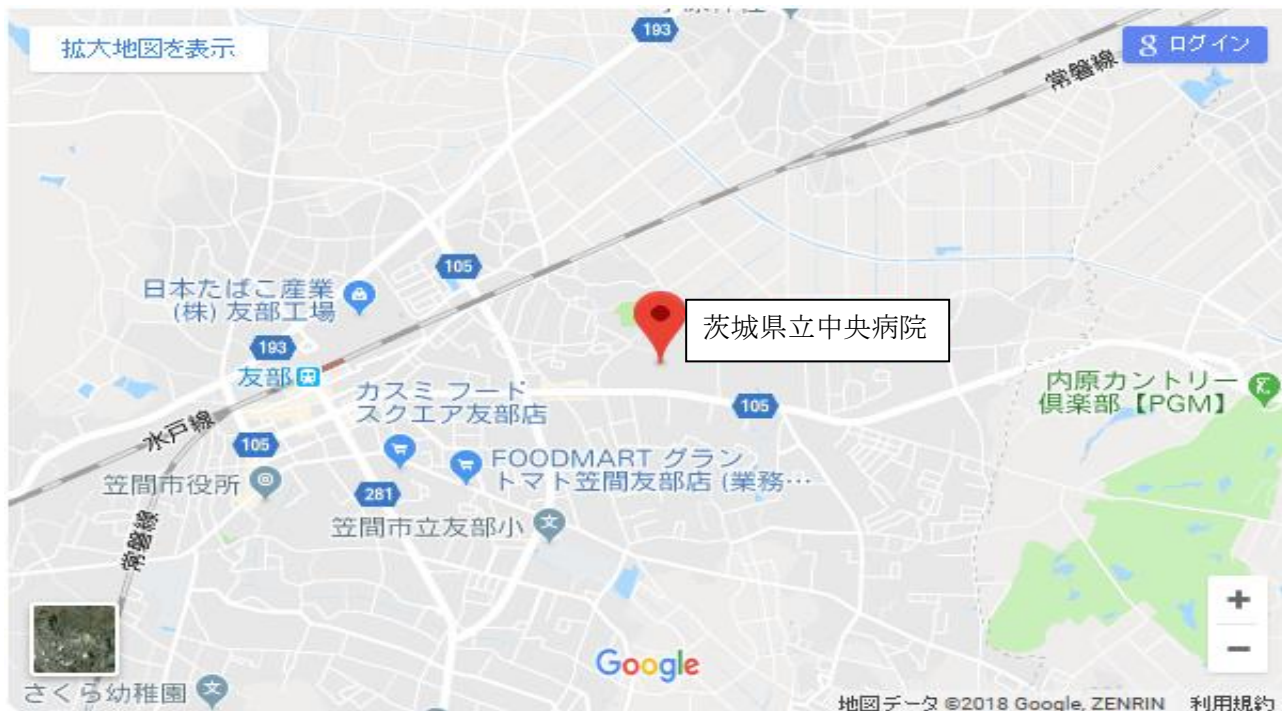 193
拡大地図を表示
g ログイン
常磐線
105
日本たばこ産業
(株) 友部工場
茨城県立中央病院
193
友部
カスミ フード
スクエア友部店
内原カントリー
倶楽部【PGM】
105
水戸線
105
FOODMART グラン
トマト笠間友部店 (業務…
笠間市役所
281
笠間市立友部小
常磐線
+
−
Google
さくら幼稚園
地図データ ©2018 Google, ZENRIN 利用規約